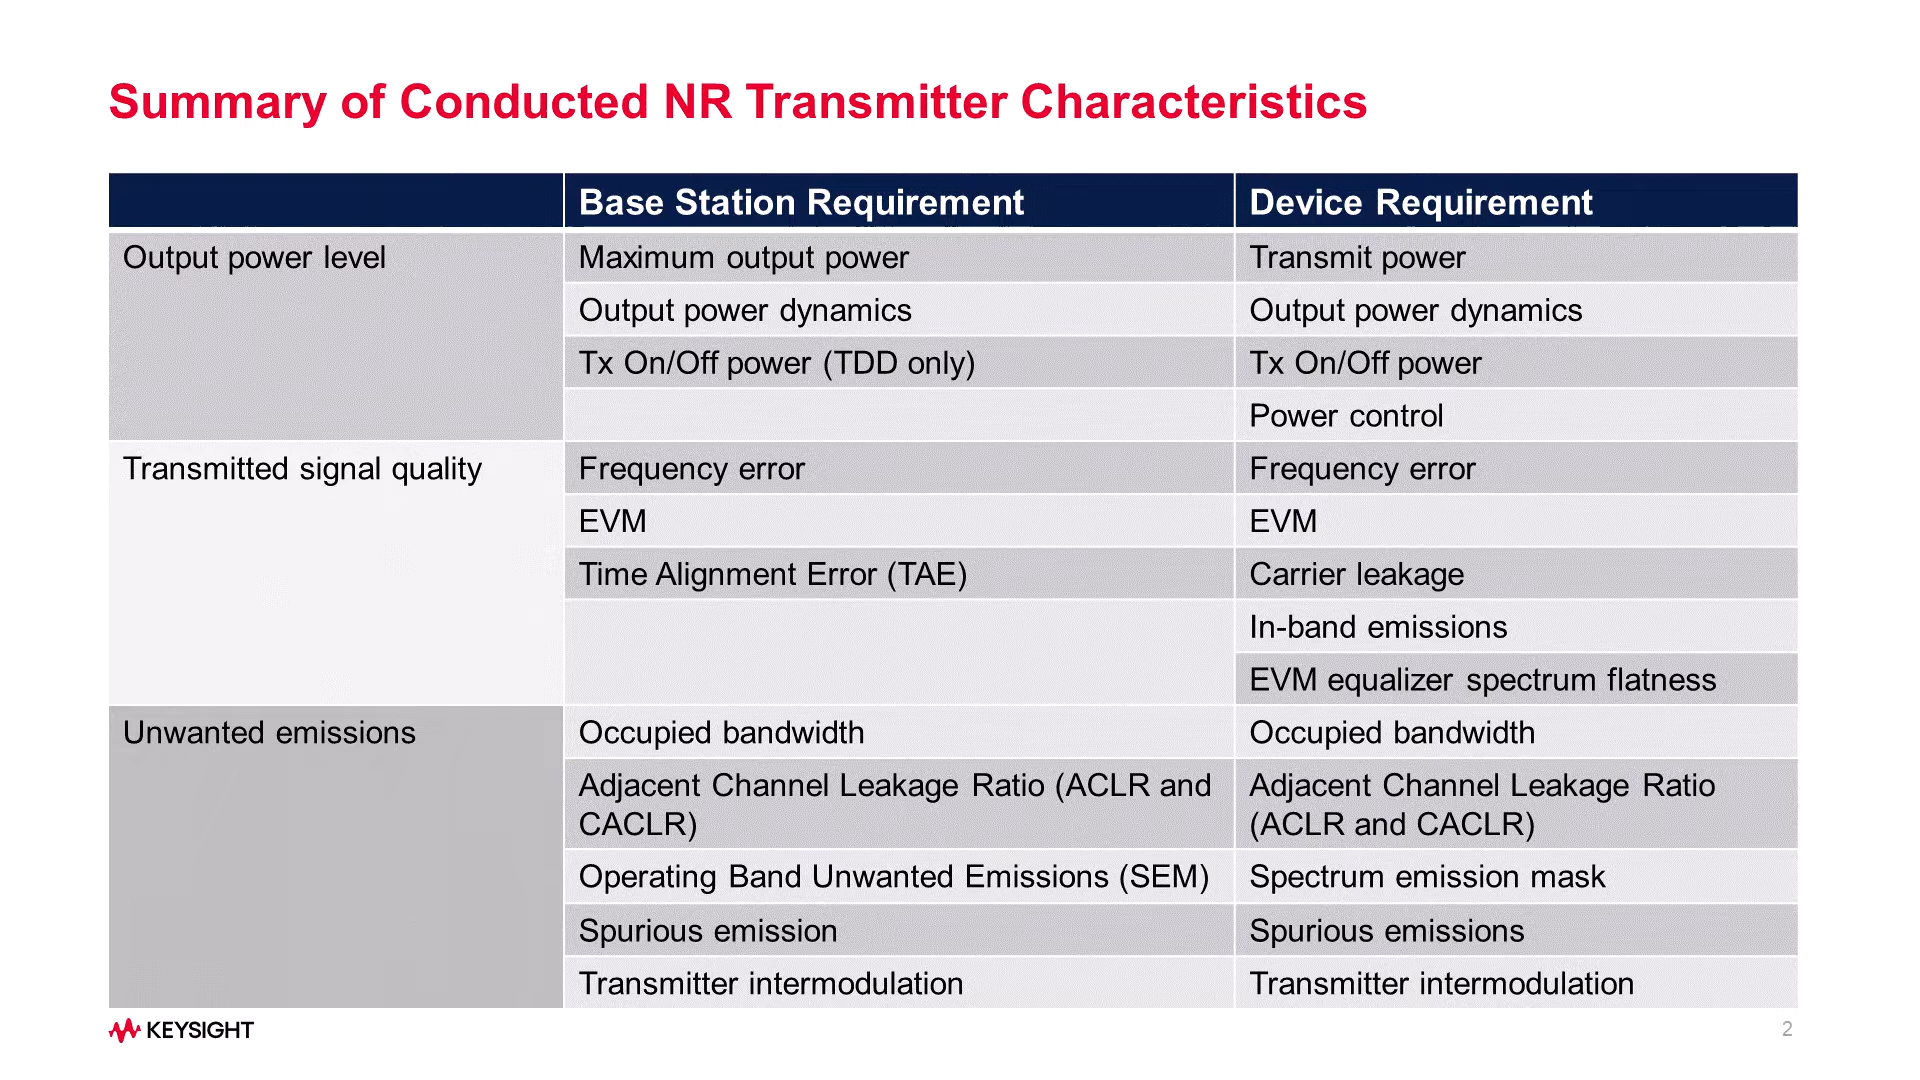 Summary of Conducted NR Transmitter Characteristics
Base Station Requirement
Device Requirement
Output power level
Maximum output power
Transmit power
Output power dynamics
Output power dynamics
Tx On/Off power (TDD only)
Tx On/Off power
Power control
Transmitted signal quality
Frequency error
Frequency error
EVM
EVM
Time Alignment Error (TAE)
Carrier leakage
In-band emissions
EVM equalizer spectrum flatness
Unwanted emissions
Occupied bandwidth
Occupied bandwidth
Adjacent Channel Leakage Ratio (ACLR and
CACLR)
Adjacent Channel Leakage Ratio
(ACLR and CACLR)
Operating Band Unwanted Emissions (SEM)
Spectrum emission mask
Spurious emission
Spurious emissions
Transmitter intermodulation
Transmitter intermodulation
KEYSIGHT
2